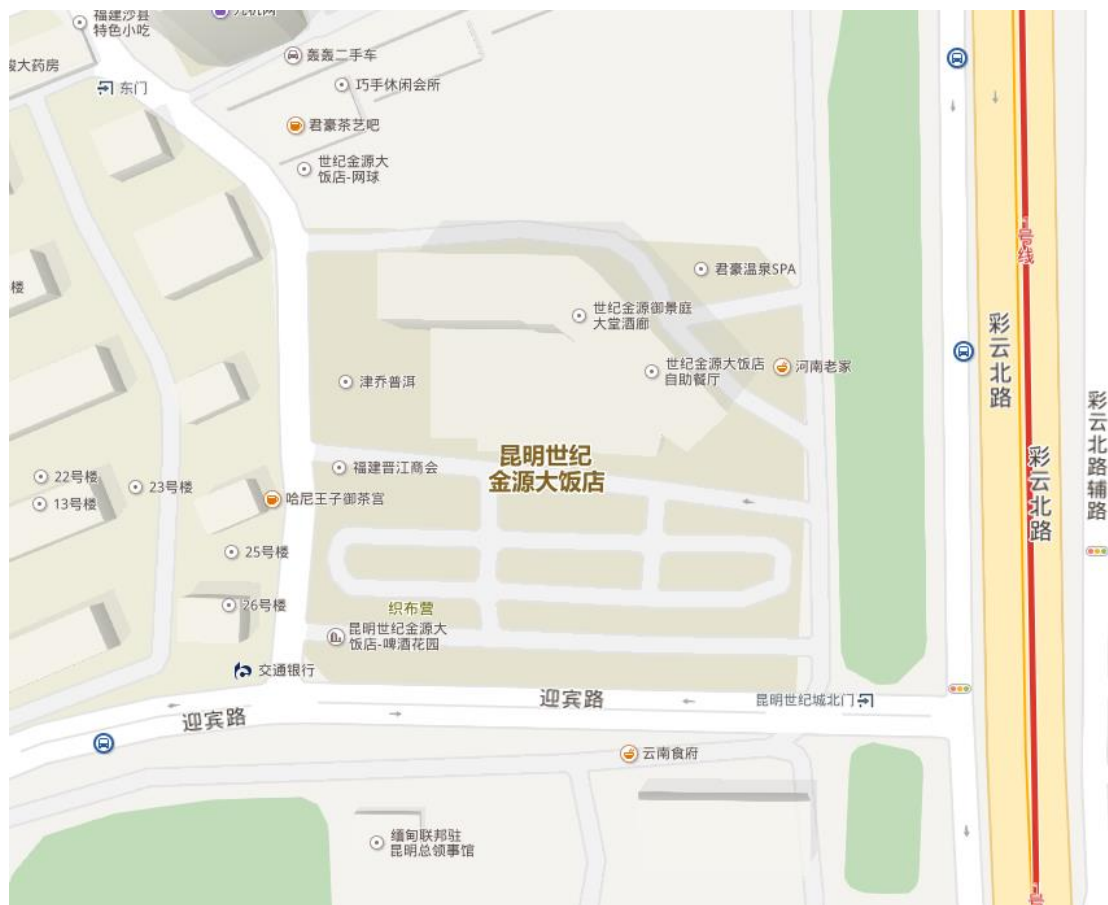 福建沙县
特色小吃
大药房
东门
轰轰二手车
巧手休闲会所
君豪茶艺吧
世纪金源大
饭店-网球
1号线
君豪温泉SPA
楼
世纪金源御景庭
大堂酒廊
彩云北路
世纪金源大饭店
自助餐厅
河南老家
津乔普洱
彩云北路辅路
昆明世纪
金源大饭店
彩云北路
福建晋江商会
22号楼
23号楼
13号楼
哈尼王子御茶宫
25号楼
26号楼
织布营
昆明世纪金源大
饭店-啤酒花园
交通银行
迎宾路
迎宾路
昆明世纪城北门
云南食府
缅甸联邦驻
昆明总领事馆
号